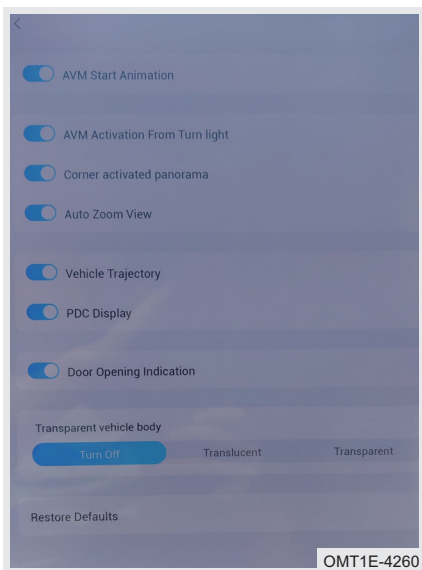 AVM Start Animation
AVM Activation From Turn light
Corner activated panorama
Auto Zoom View
Vehicle Trajectory
PDC Display
Door Opening Indication
Transparent vehicle body
Turn Off Translucent Transparent
Restore Defaults
OMT1E-4260